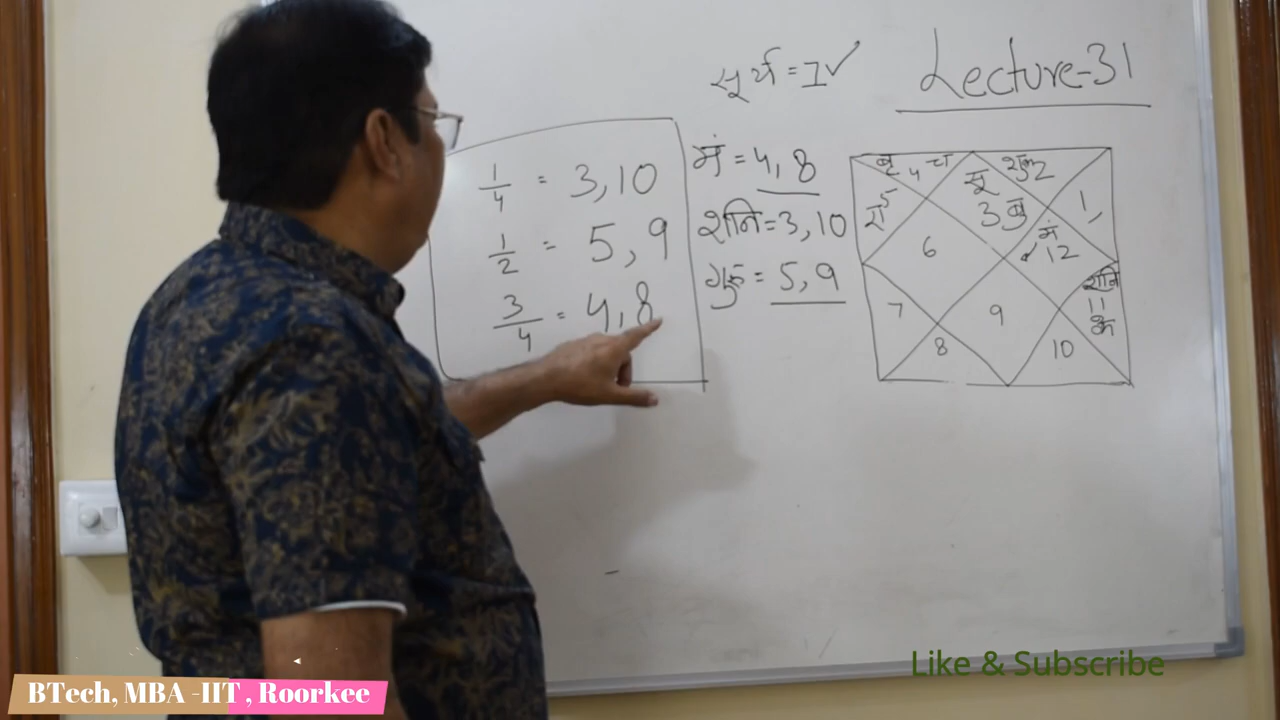 सूर्य = 1 ✓
Lecture-31
1/4 = 3, 10
1/2 = 5, 9
3/4 = 4, 8
मं = 4, 8
शनि = 3, 10
गुरु = 5, 9
बृ 4 च
शुक्र 2
सू
3 बु
रा 5
1,
6
मं
12
शनि
11
के
7
9
8
10
Like & Subscribe
BTech, MBA -IIT , Roorkee